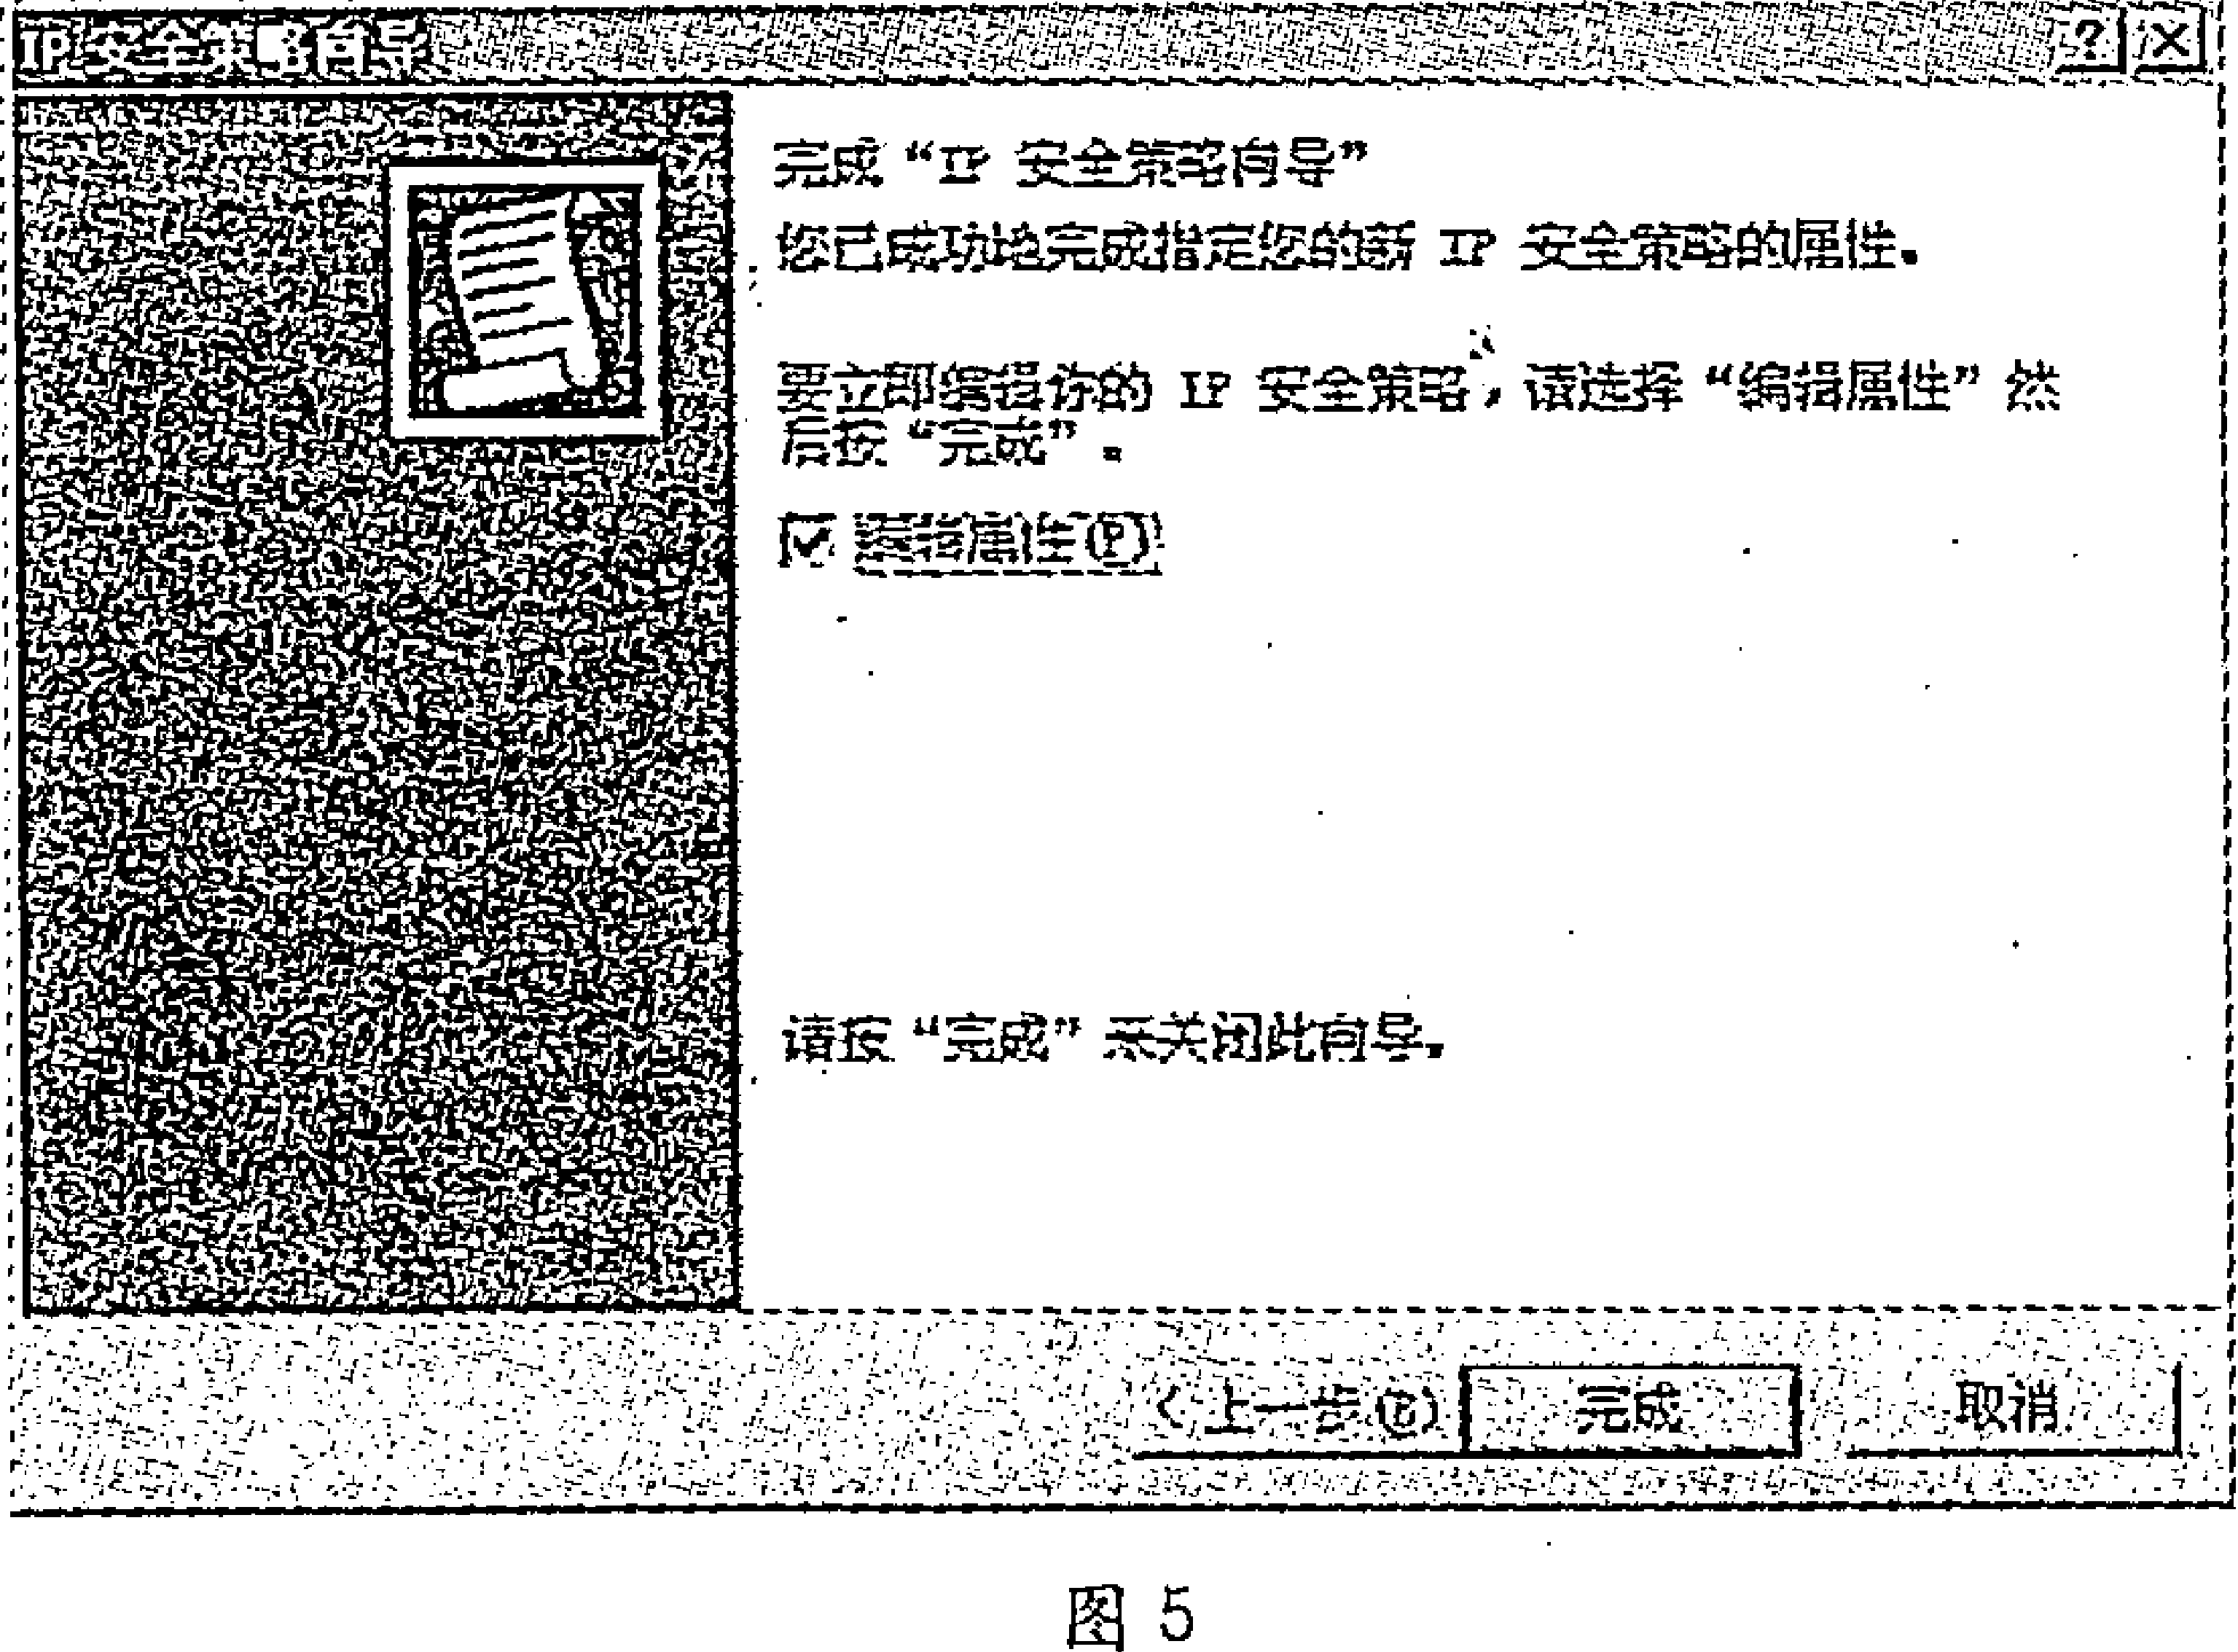 IP 安全策略向导
完成“IP 安全策略向导”
您已成功地完成指定您的新 IP 安全策略的属性。
要立即编辑你的 IP 安全策略，请选择“编辑属性”然
后按“完成”。
编辑属性(P)
请按“完成”来关闭此向导。
< 上一步(B)
完成
取消
图 5